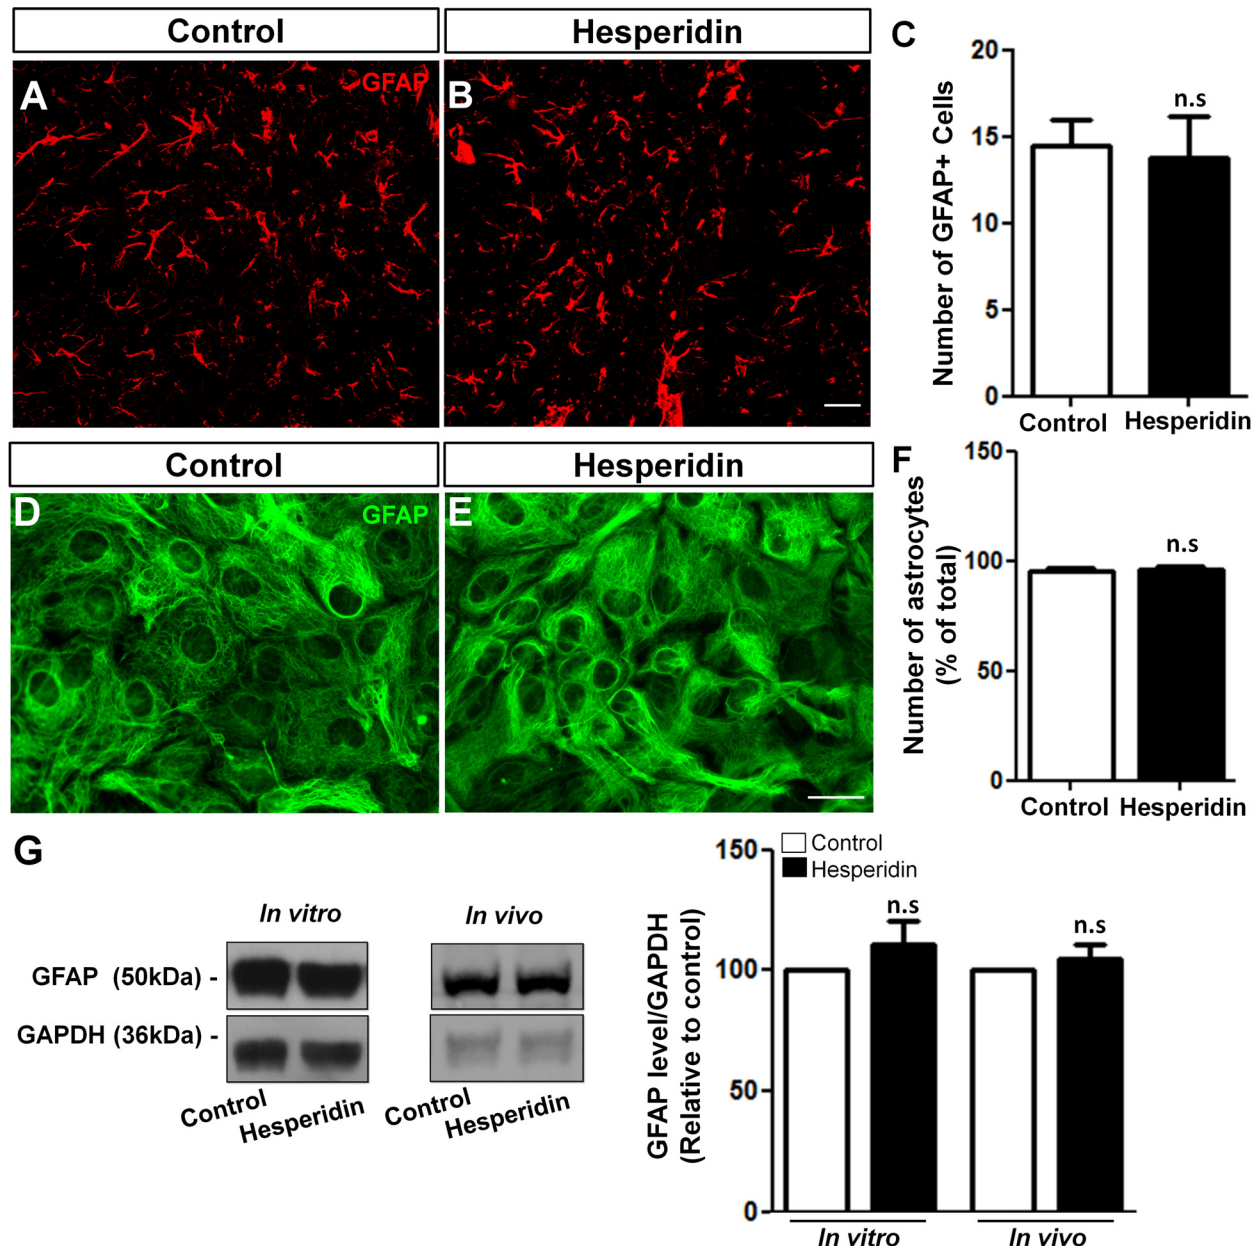 Control
Hesperidin
A
GFAP
B
C
20
15
10
5
0
Number of GFAP+ Cells
n.s
Control
Hesperidin
Control
Hesperidin
D
GFAP
E
F
150
100
50
0
Number of astrocytes
(% of total)
n.s
Control
Hesperidin
G
In vitro
In vivo
GFAP (50kDa) -
GAPDH (36kDa) -
Control
Hesperidin
Control
Hesperidin
150
100
50
0
GFAP level/GAPDH
(Relative to control)
Control
Hesperidin
n.s
n.s
In vitro
In vivo